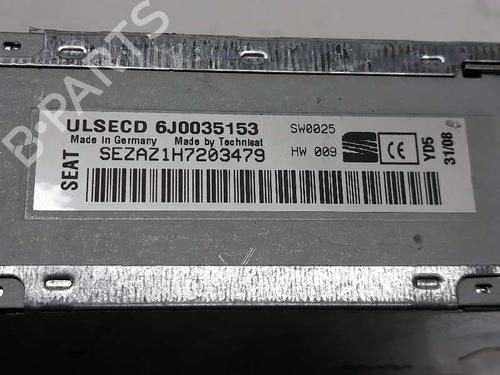 B-PARTS
ULSECD 6J0035153
Made in Germany Made by Technisat
SEZAZ1H7203479
SEAT
SW0025
HW 009
CE
YD5
31/08